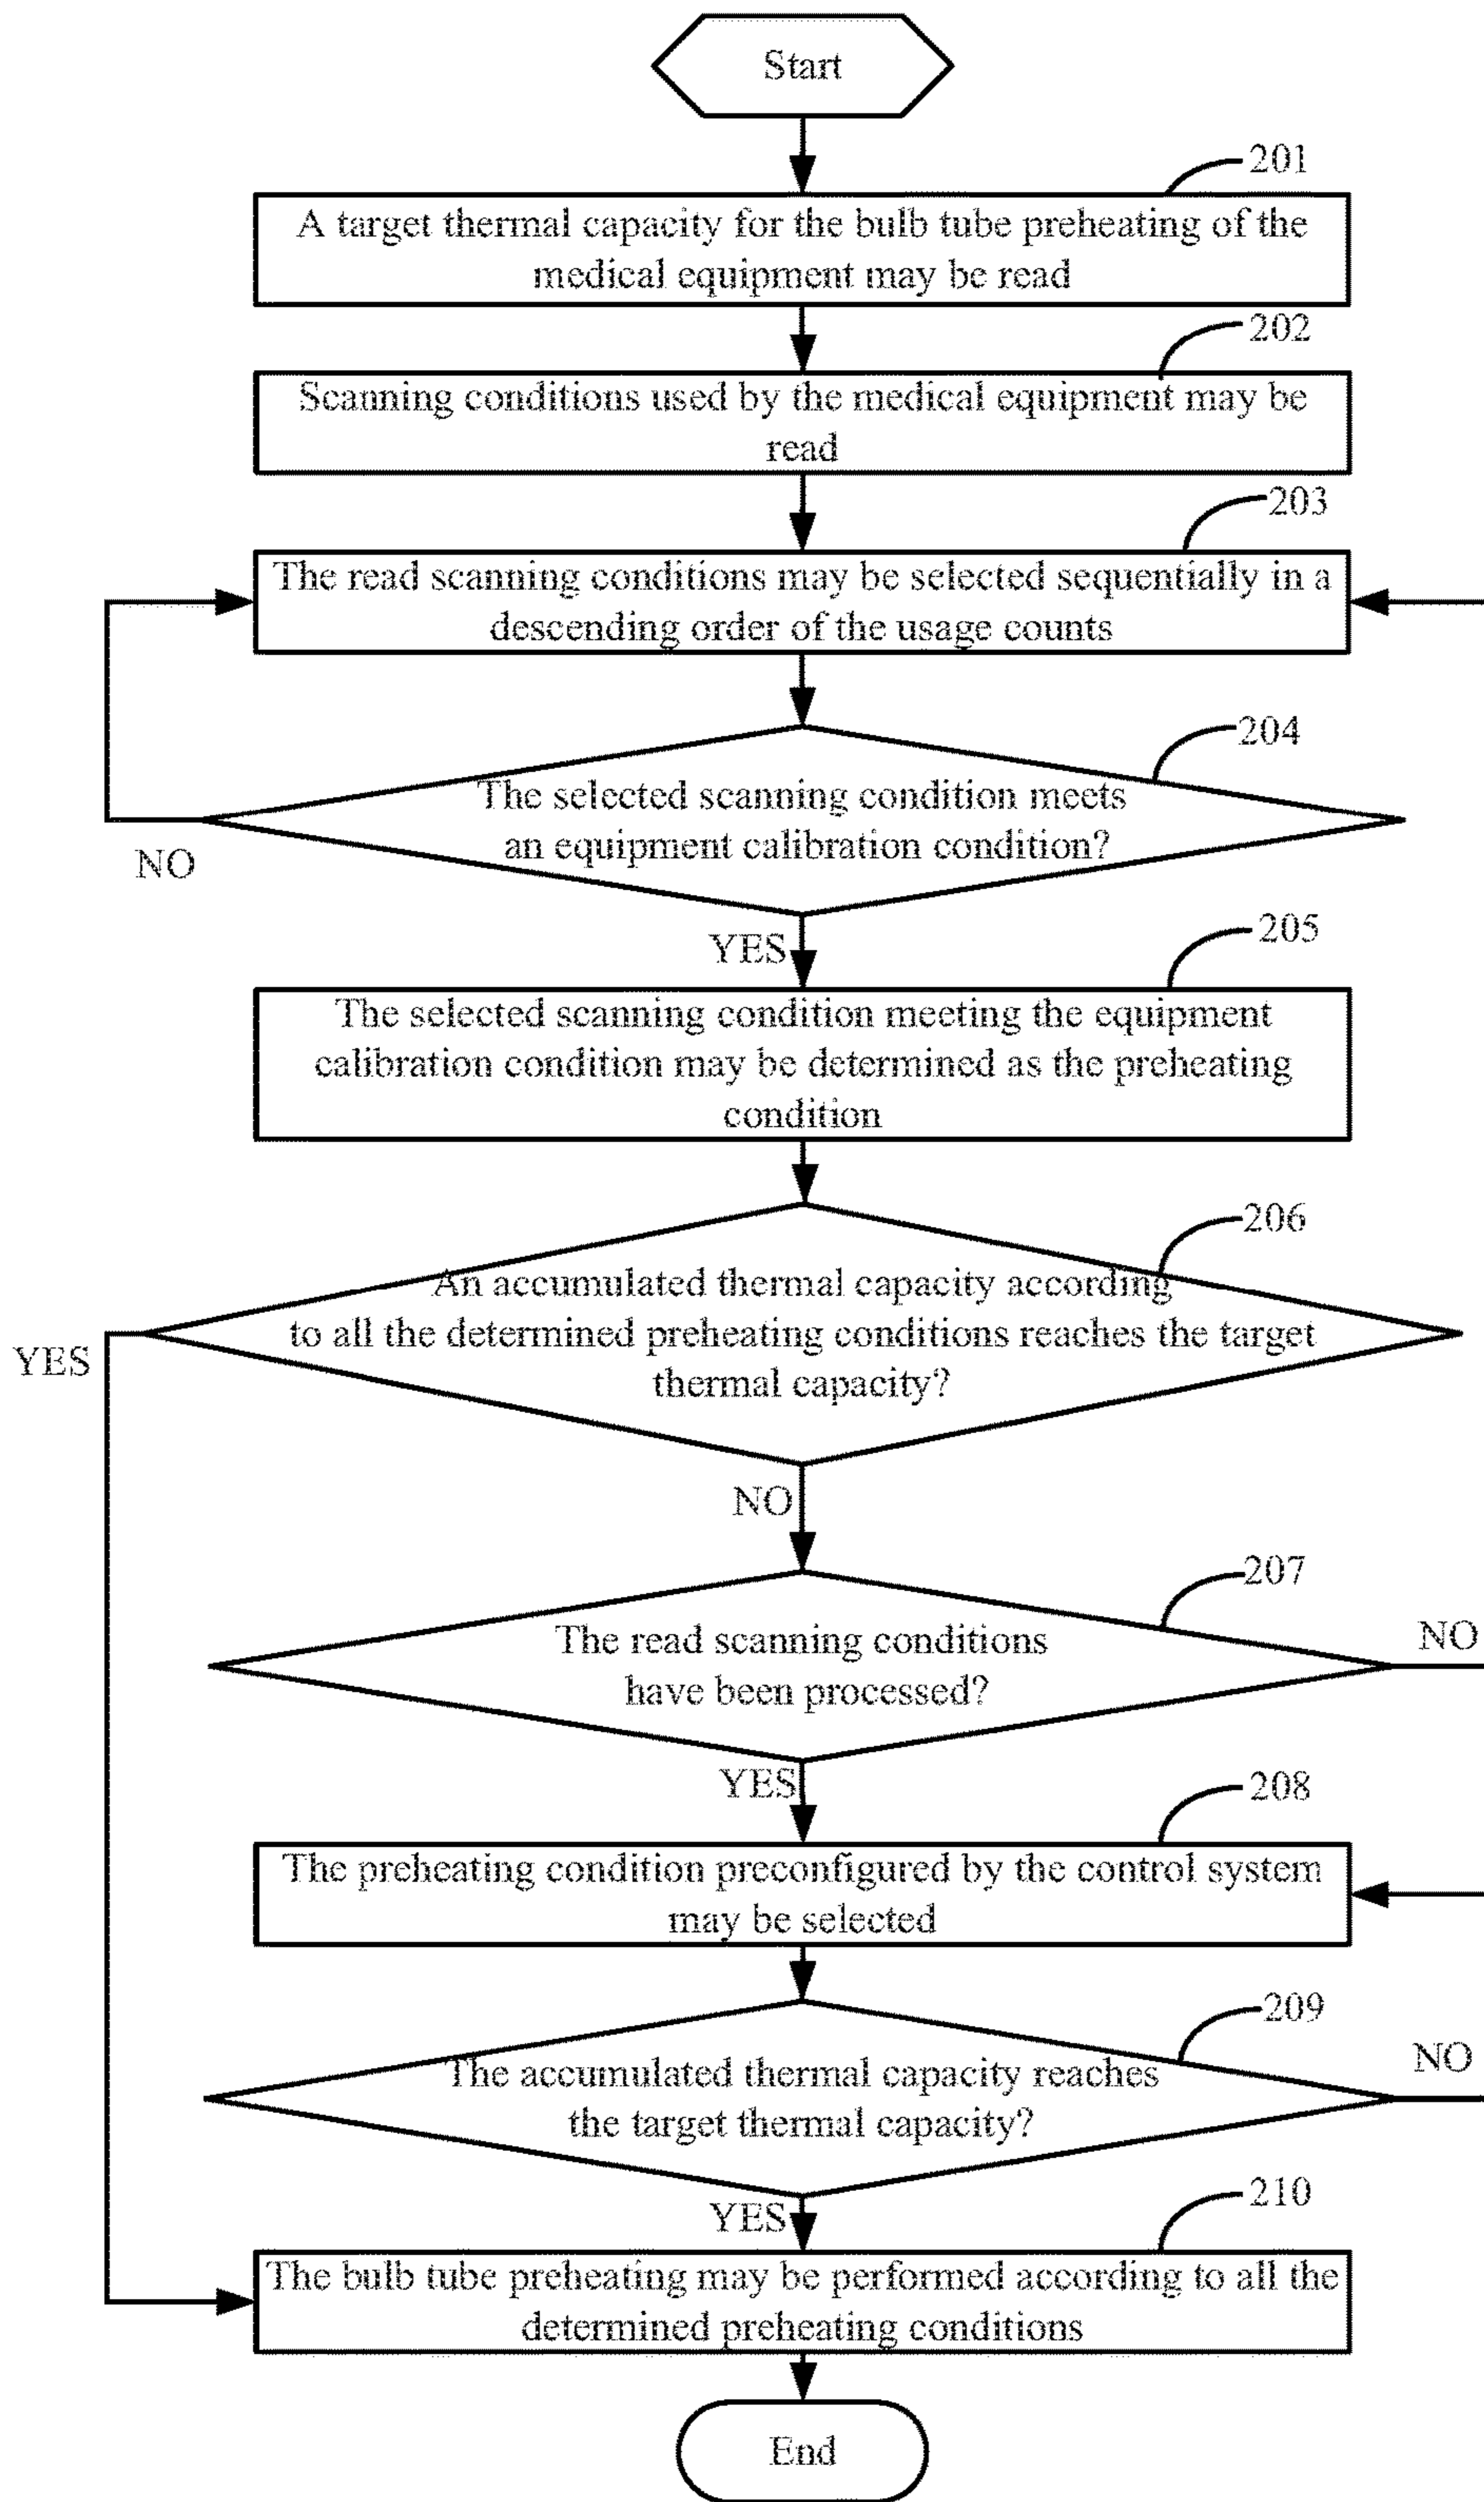 Start
201
A target thermal capacity for the bulb tube preheating of the
medical equipment may be read
202
Scanning conditions used by the medical equipment may be
read
203
The read scanning conditions may be selected sequentially in a
descending order of the usage counts
204
The selected scanning condition meets
an equipment calibration condition?
NO
YES
205
The selected scanning condition meeting the equipment
calibration condition may be determined as the preheating
condition
206
An accumulated thermal capacity according
to all the determined preheating conditions reaches the target
thermal capacity?
YES
NO
207
The read scanning conditions
have been processed?
NO
YES
208
The preheating condition preconfigured by the control system
may be selected
209
The accumulated thermal capacity reaches
the target thermal capacity?
NO
YES
210
The bulb tube preheating may be performed according to all the
determined preheating conditions
End